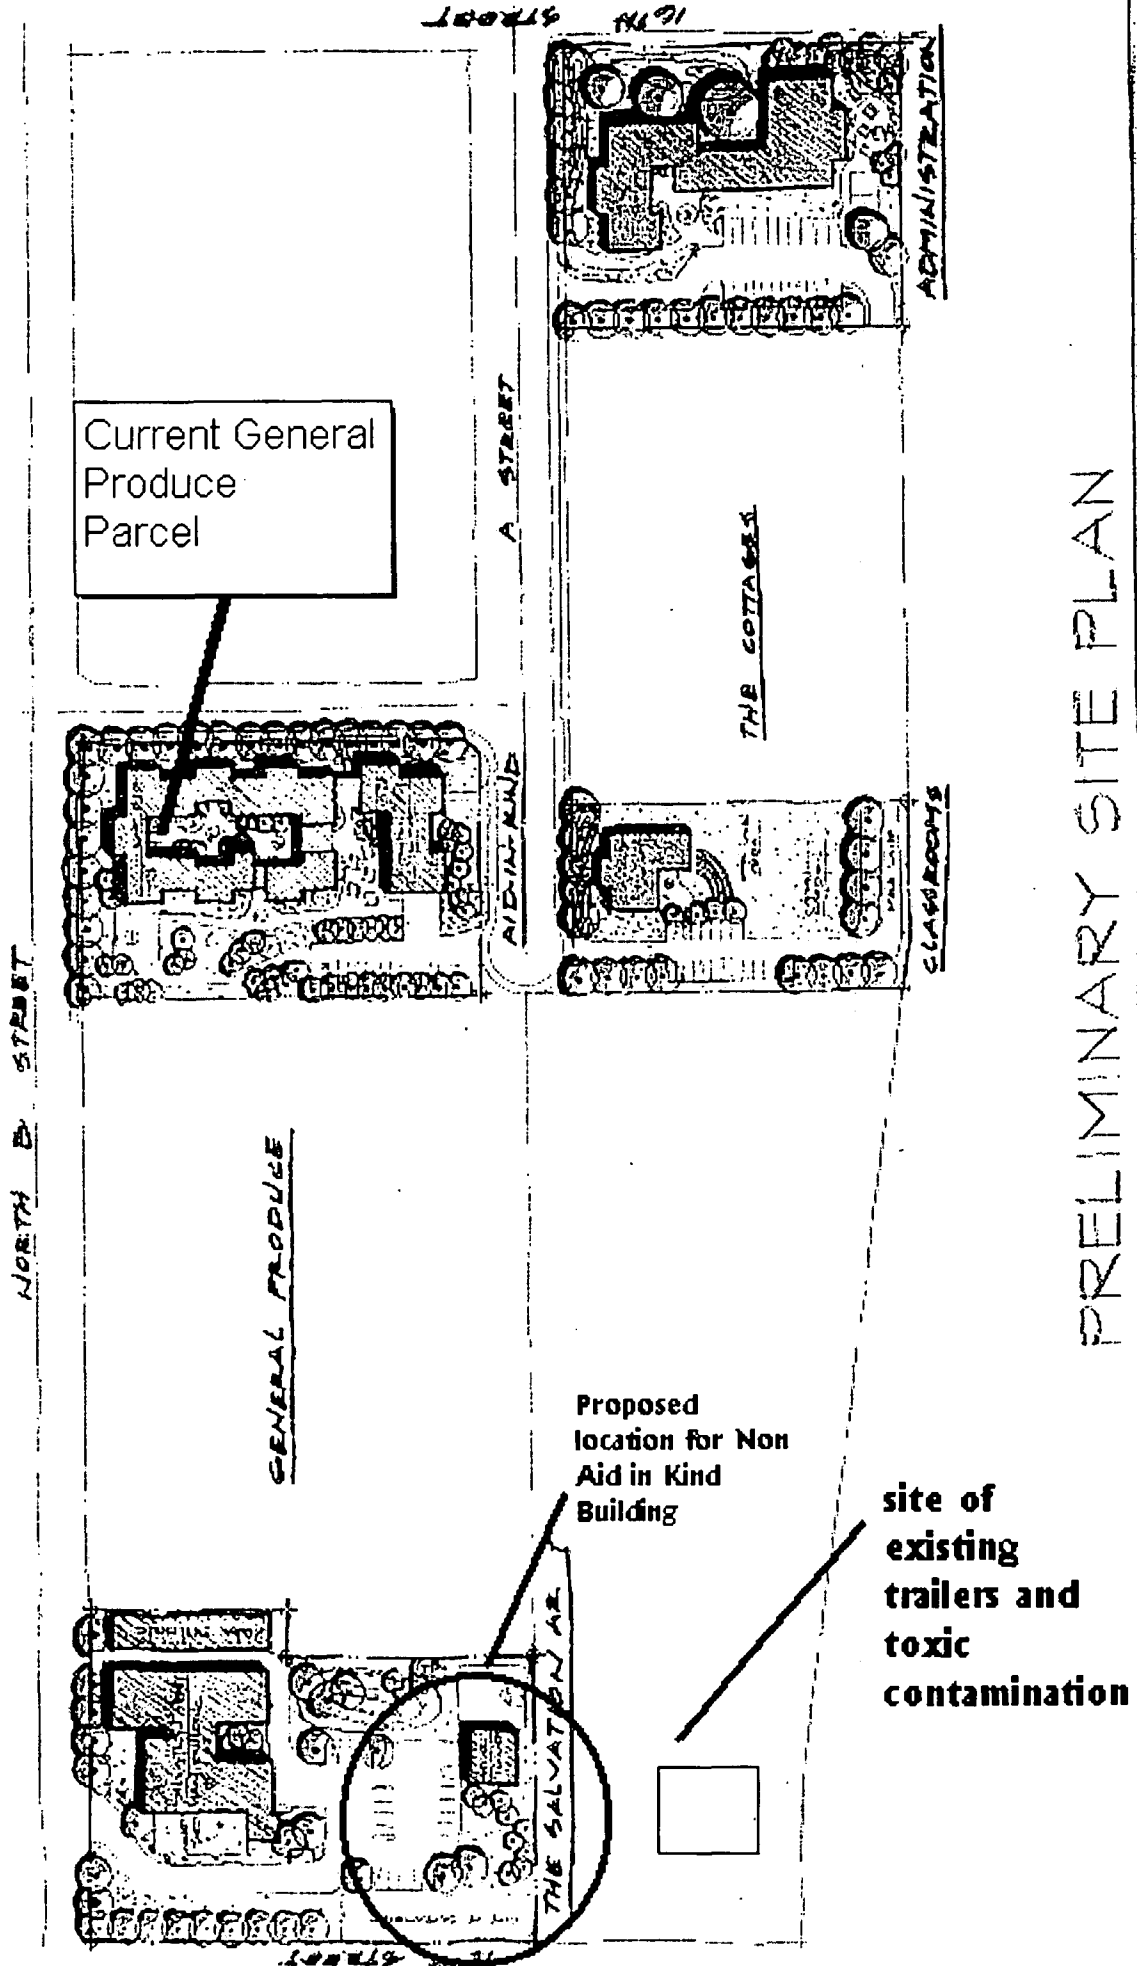 16TH STREET
ADMINISTRATION
A STREET
Current General
Produce
Parcel
THE COTTAGES
AID-IN-KIND
CLASSROOMS
NORTH B STREET
GENERAL PRODUCE
PRELIMINARY SITE PLAN
Proposed
location for Non
Aid in Kind
Building
site of
existing
trailers and
toxic
contamination
THE SALVATION AR
STREET